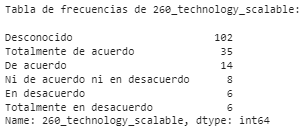 Tabla de frecuencias de 260_technology_scalable:

Desconocido 102
Totalmente de acuerdo 35
De acuerdo 14
Ni de acuerdo ni en desacuerdo 8
En desacuerdo 6
Totalmente en desacuerdo 6
Name: 260_technology_scalable, dtype: int64